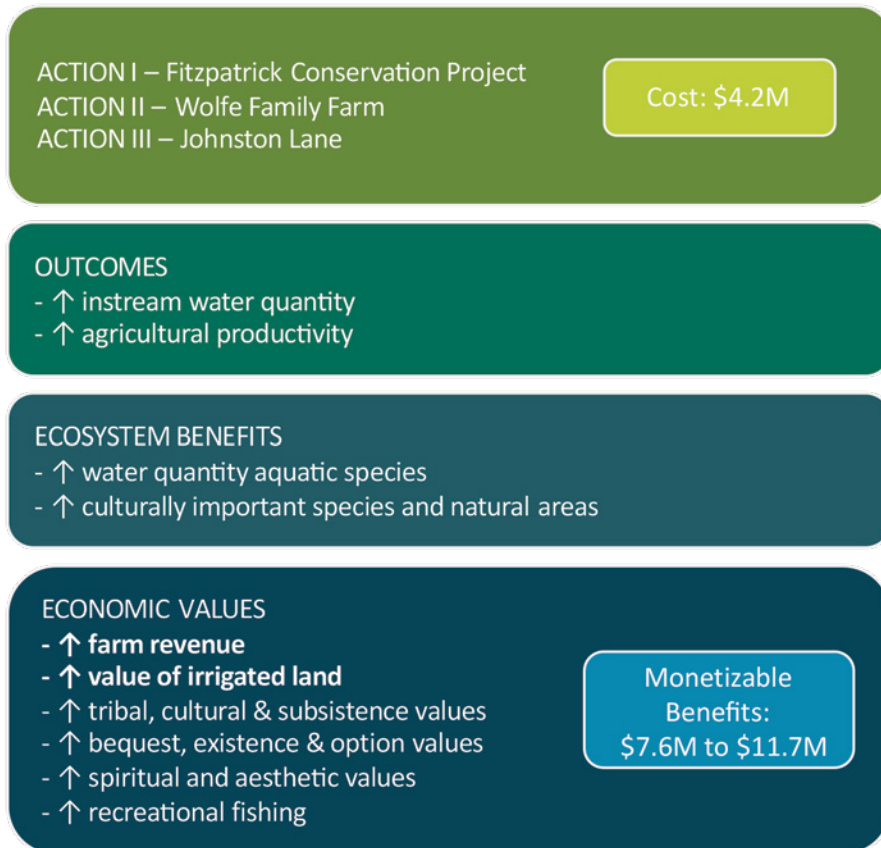 ACTION I – Fitzpatrick Conservation Project
ACTION II – Wolfe Family Farm
ACTION III – Johnston Lane
Cost: $4.2M
OUTCOMES
- ↑ instream water quantity
- ↑ agricultural productivity
ECOSYSTEM BENEFITS
- ↑ water quantity aquatic species
- ↑ culturally important species and natural areas
ECONOMIC VALUES
- ↑ farm revenue
- ↑ value of irrigated land
- ↑ tribal, cultural & subsistence values
- ↑ bequest, existence & option values
- ↑ spiritual and aesthetic values
- ↑ recreational fishing
Monetizable
Benefits:
$7.6M to $11.7M